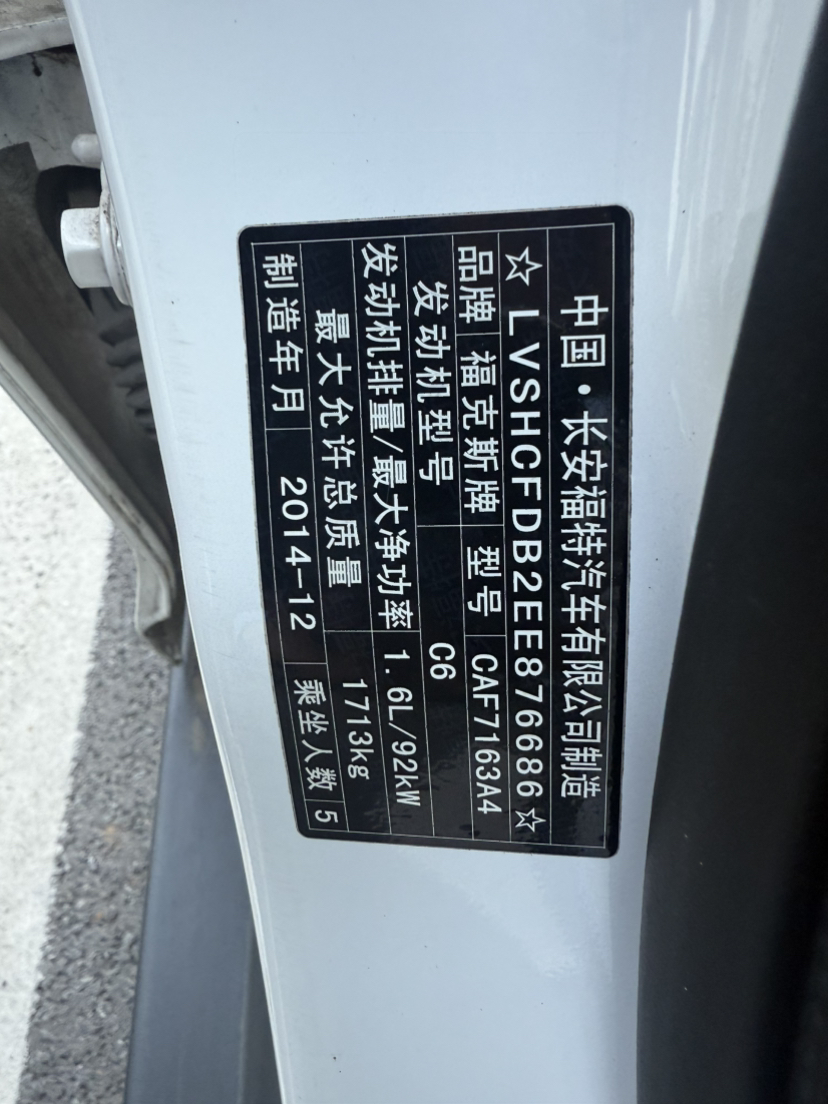 中国·长安福特汽车有限公司制造
☆LVSHCFDB2EE876686☆
品牌 福克斯牌 型号 CAF7163A4
发动机型号 C6
发动机排量/最大净功率 1.6L/92kW
最大允许总质量 1713kg
制造年月 2014-12 乘坐人数 5